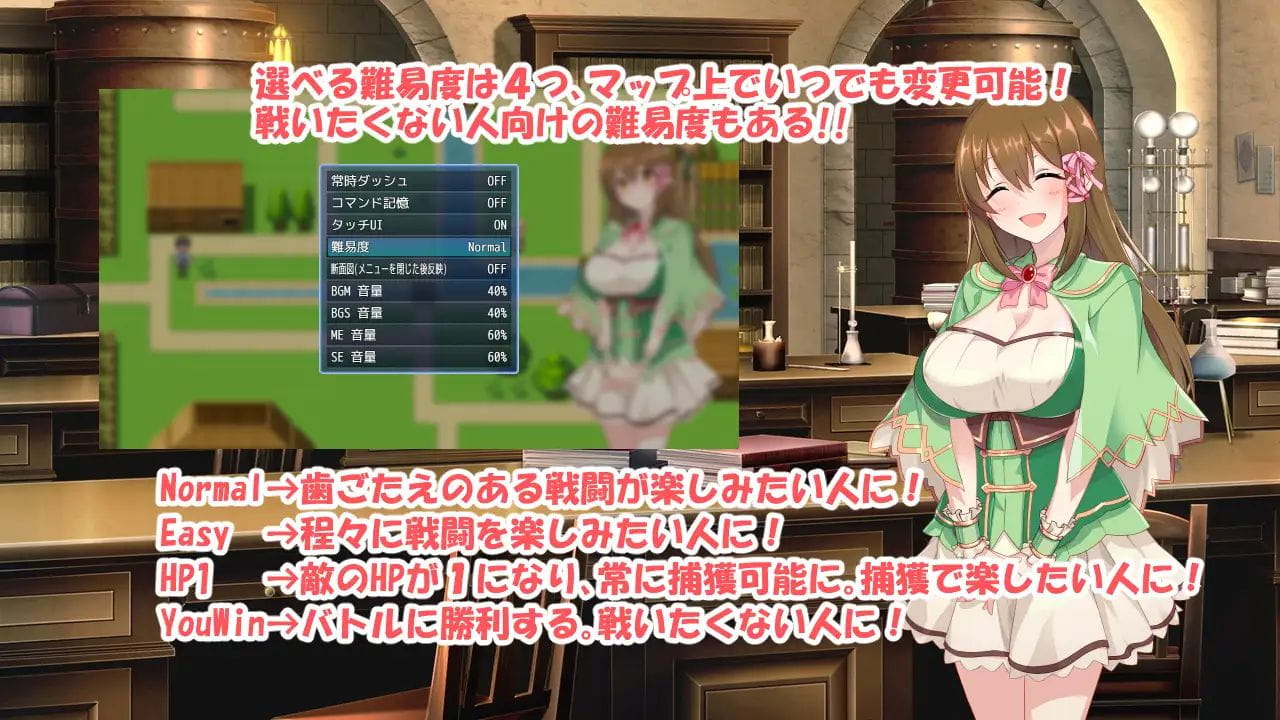 選べる難易度は４つ、マップ上でいつでも変更可能！
戦いたくない人向けの難易度もある!!
常時ダッシュ OFF
コマンド記憶 OFF
タッチUI ON
難易度 Normal
断面図(メニューを閉じた後反映) OFF
BGM 音量 40%
BGS 音量 40%
ME 音量 60%
SE 音量 60%
Normal→歯ごたえのある戦闘が楽しみたい人に！
Easy →程々に戦闘を楽しみたい人に！
HP1 →敵のHPが１になり、常に捕獲可能に。捕獲で楽したい人に！
YouWin→バトルに勝利する。戦いたくない人に！